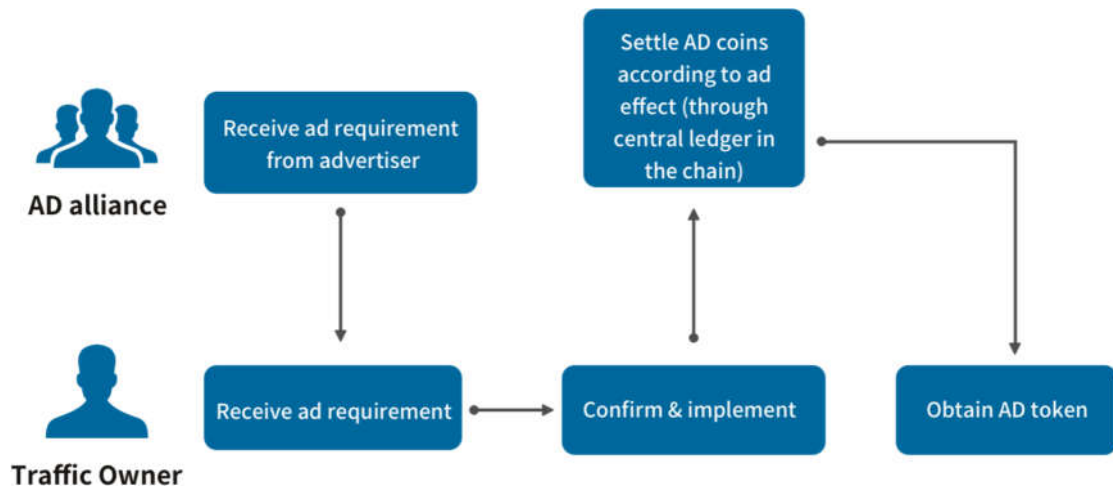 Settle AD coins
according to ad
effect (through
central ledger in
the chain)
Receive ad requirement
from advertiser
AD alliance
Receive ad requirement
Confirm & implement
Obtain AD token
Traffic Owner